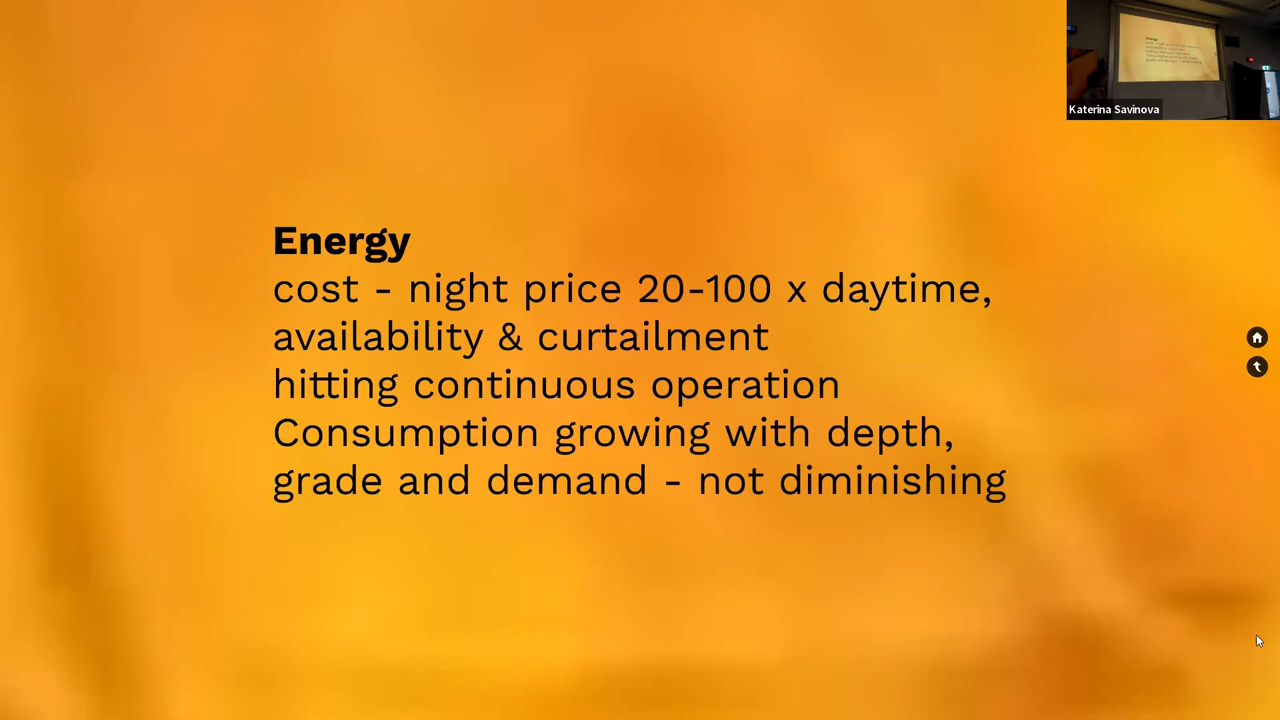 Energy
cost - night price 20-100 x daytime,
availability & curtailment
hitting continuous operation
Consumption growing with depth,
grade and demand - not diminishing
Katerina Savinova